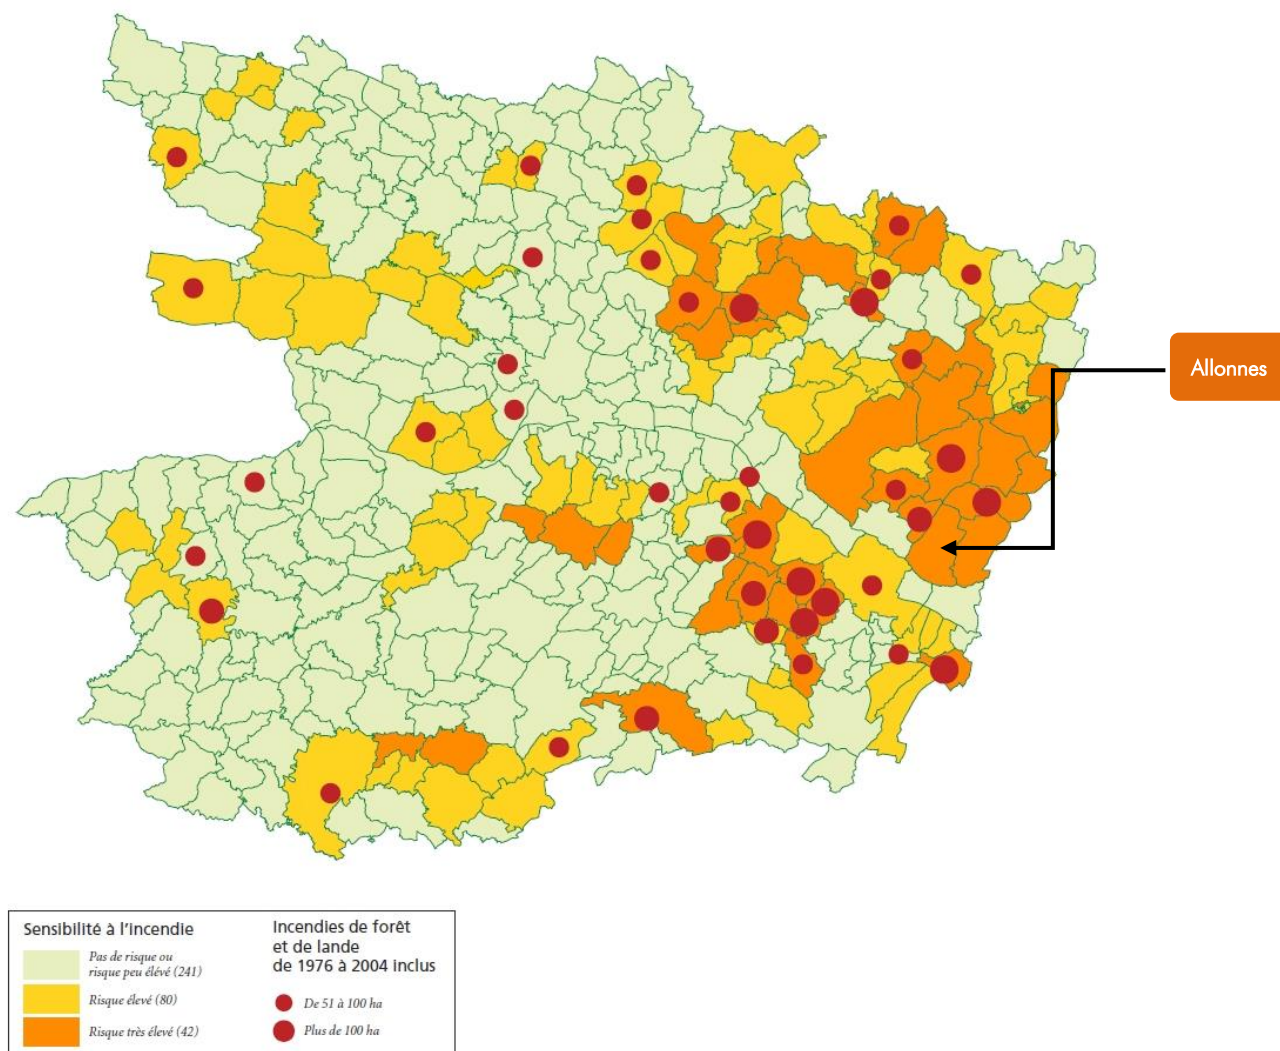 Allonnes
Sensibilité à l'incendie
Pas de risque ou
risque peu élévé (241)
Risque élevé (80)
Risque très élevé (42)
Incendies de forêt
et de lande
de 1976 à 2004 inclus
De 51 à 100 ha
Plus de 100 ha